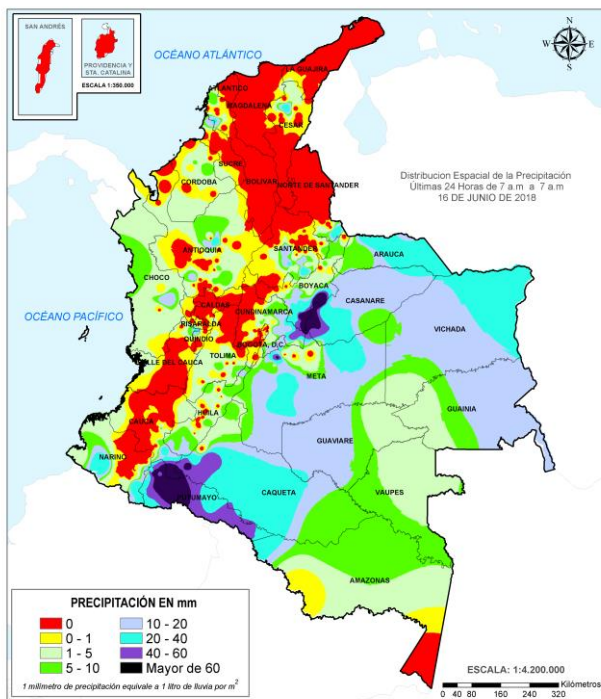 SAN ANDRÉS
PROVIDENCIA Y
STA. CATALINA
ESCALA 1:350.000
OCÉANO ATLÁNTICO
N
W E
S
LA GUAJIRA
ATLANTICO
MAGDALENA
CESAR
SUCRE
CORDOBA
BOLIVAR
NORTE DE SANTANDER
Distribucion Espacial de la Precipitación
Últimas 24 Horas de 7 a.m a 7 a.m
16 DE JUNIO DE 2018
ANTIOQUIA
SANTANDER
ARAUCA
CHOCO
BOYACA
CASANARE
OCÉANO PACÍFICO
CALDAS
CUNDINAMARCA
VICHADA
RISARALDA
QUINDIO
BOGOTA, D.C.
TOLIMA
VALLE DEL CAUCA
META
GUAINIA
CAUCA
HUILA
GUAVIARE
NARIÑO
CAQUETA
VAUPES
PUTUMAYO
AMAZONAS
PRECIPITACIÓN EN mm
0
0 - 1
1 - 5
5 - 10
10 - 20
20 - 40
40 - 60
Mayor de 60
1 milímetro de precipitación equivale a 1 litro de lluvia por m2
ESCALA: 1:4.200.000
Kilómetros
0 40 80 160 240 320